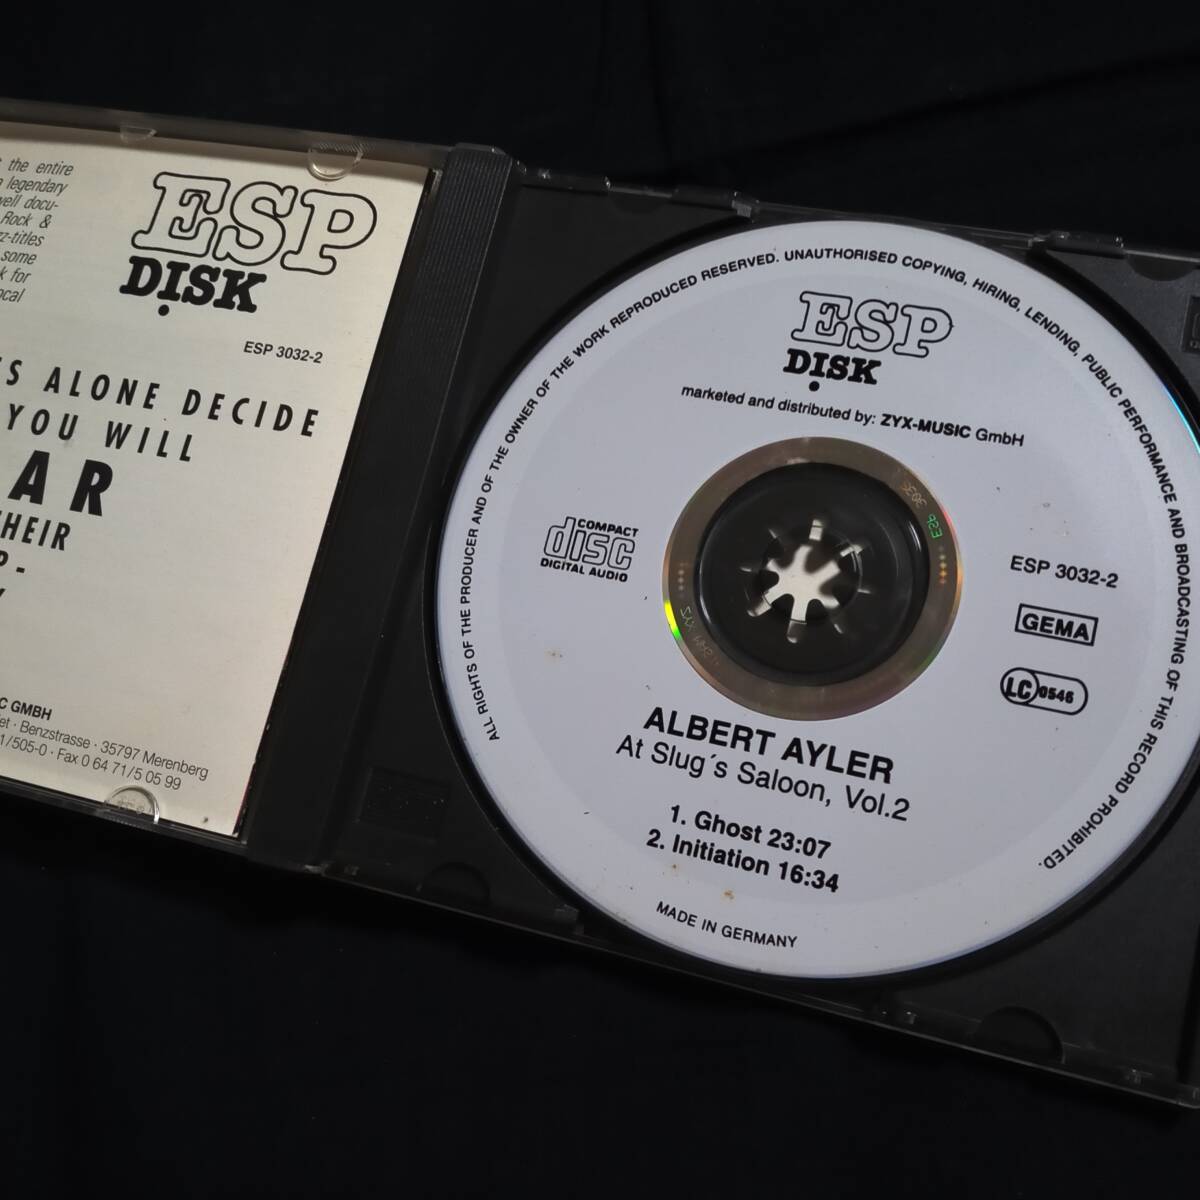 the entire
legendary
well docu-
Rock &
zz-titles
some
k for
ocal
ESP
DISK
ESP 3032-2
S ALONE DECIDE
YOU WILL
AR
HEIR
P-
C GMBH
et · Benzstrasse · 35797 Merenberg
1/505-0 · Fax 0 64 71/5 05 99
ALL RIGHTS OF THE PRODUCER AND OF THE OWNER OF THE WORK REPRODUCED RESERVED. UNAUTHORISED COPYING, HIRING, LENDING, PUBLIC PERFORMANCE AND BROADCASTING OF THIS RECORD PROHIBITED.
ESP
DISK
marketed and distributed by: ZYX-MUSIC GmbH
COMPACT
disc
DIGITAL AUDIO
ESP 3032-2
GEMA
LC 0546
ALBERT AYLER
At Slug´s Saloon, Vol.2
1. Ghost 23:07
2. Initiation 16:34
MADE IN GERMANY